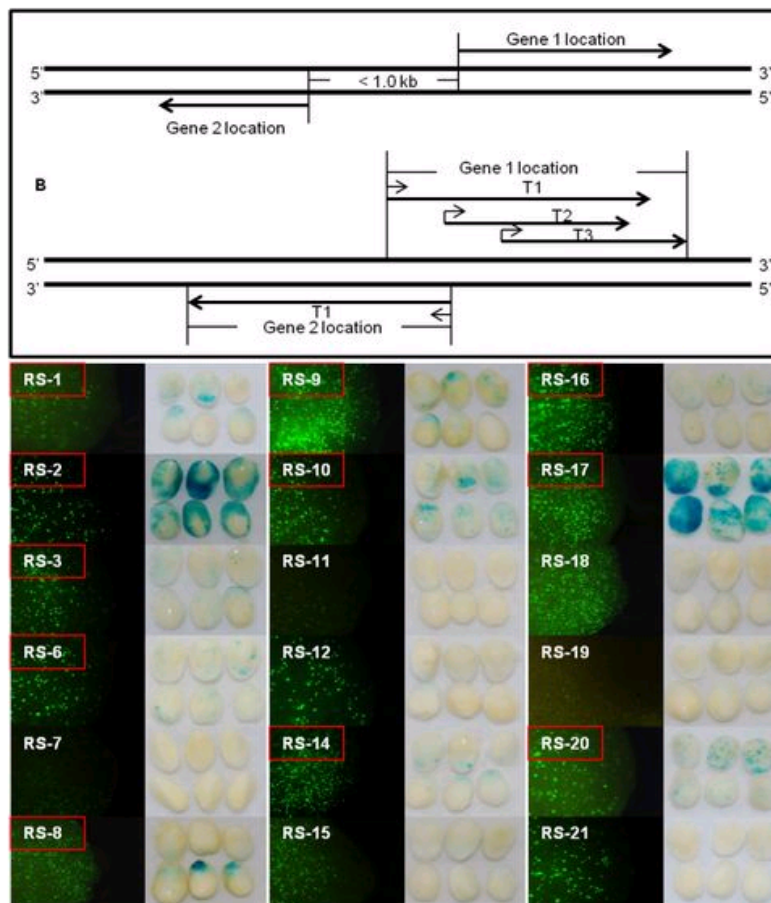 Gene 1 location
5'
3'
< 1.0 kb
3'
5'
Gene 2 location
B
Gene 1 location
T1
T2
T3
5'
3'
3'
5'
T1
Gene 2 location
RS-1
RS-9
RS-16
RS-2
RS-10
RS-17
RS-3
RS-11
RS-18
RS-6
RS-12
RS-19
RS-7
RS-14
RS-20
RS-8
RS-15
RS-21